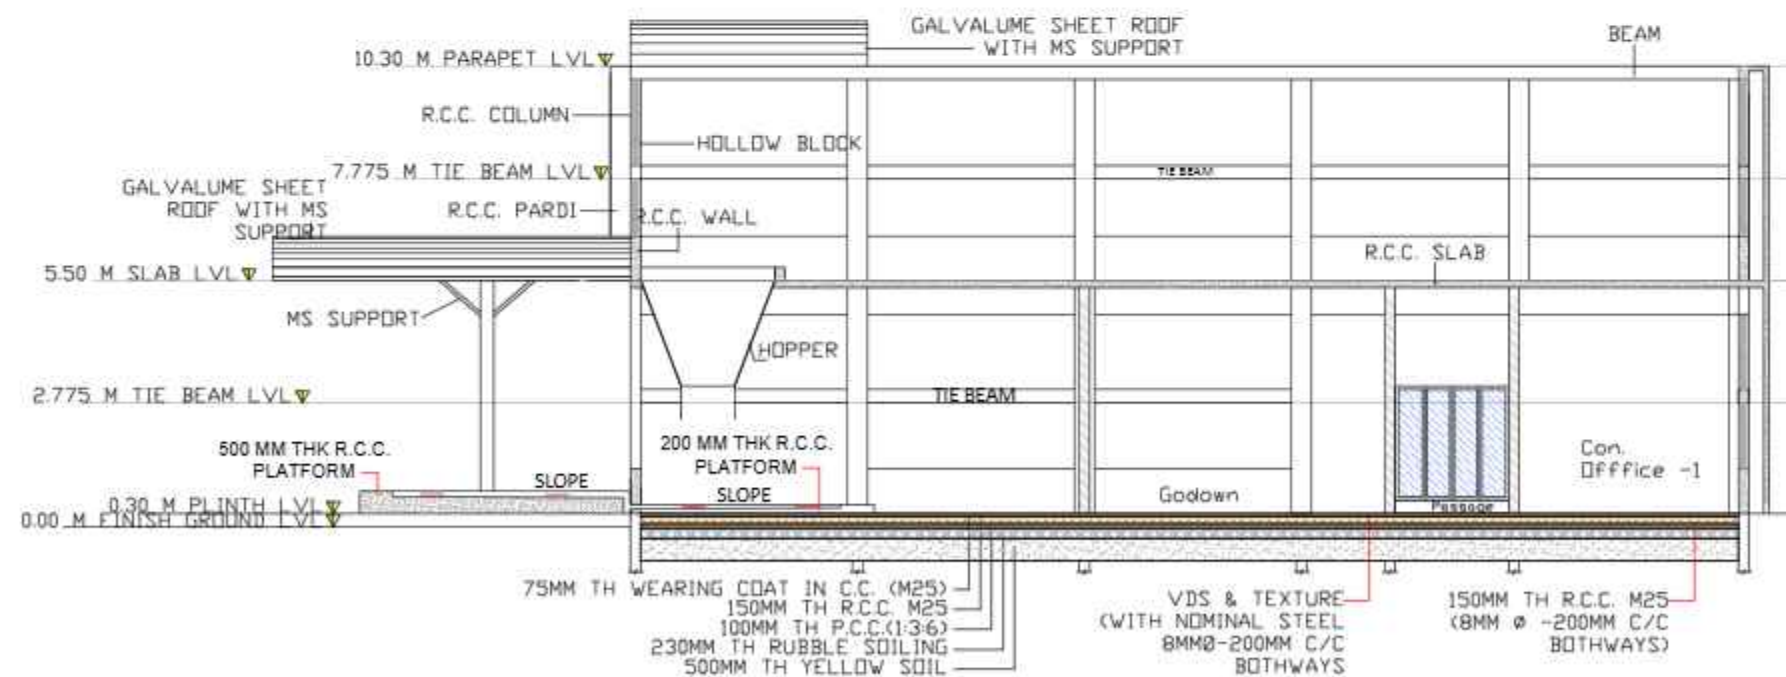 GALVALUME SHEET ROOF
WITH MS SUPPORT
BEAM
10.30 M PARAPET LVL
R.C.C. COLUMN
HOLLOW BLOCK
7.775 M TIE BEAM LVL
TIE BEAM
GALVALUME SHEET
ROOF WITH MS
SUPPORT
R.C.C. PARDI
R.C.C. WALL
R.C.C. SLAB
5.50 M SLAB LVL
MS SUPPORT
HOPPER
2.775 M TIE BEAM LVL
TIE BEAM
500 MM THK R.C.C.
PLATFORM
200 MM THK R.C.C.
PLATFORM
SLOPE
SLOPE
Godown
Passage
Con.
Offfice -1
0.30 M PLINTH LVL
0.00 M FINISH GROUND LVL
75MM TH WEARING COAT IN C.C. (M25)
150MM TH R.C.C. M25
100MM TH P.C.C.(1:3:6)
230MM TH RUBBLE SOILING
500MM TH YELLOW SOIL
VDS & TEXTURE
(WITH NOMINAL STEEL
8MMØ-200MM C/C
BOTHWAYS
150MM TH R.C.C. M25
(8MM Ø -200MM C/C
BOTHWAYS)